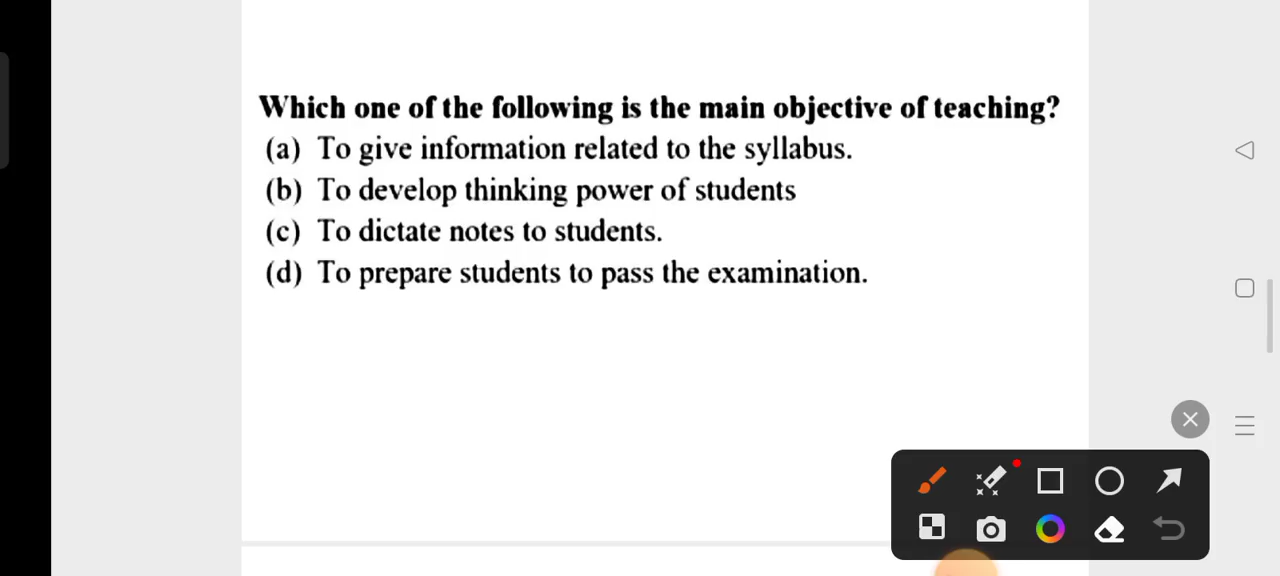 Which one of the following is the main objective of teaching?
(a) To give information related to the syllabus.
(b) To develop thinking power of students
(c) To dictate notes to students.
(d) To prepare students to pass the examination.